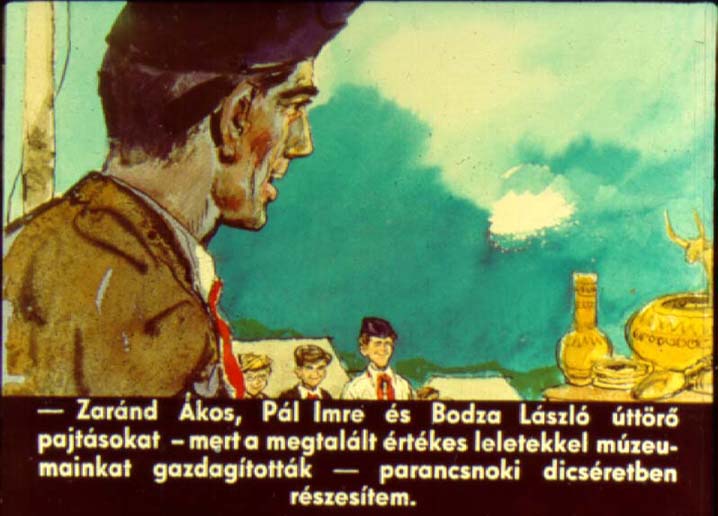 — Zaránd Ákos, Pál Imre és Bodza László úttörő
pajtásokat – mert a megtalált értékes leletekkel múzeu-
mainkat gazdagították — parancsnoki dicséretben
részesítem.